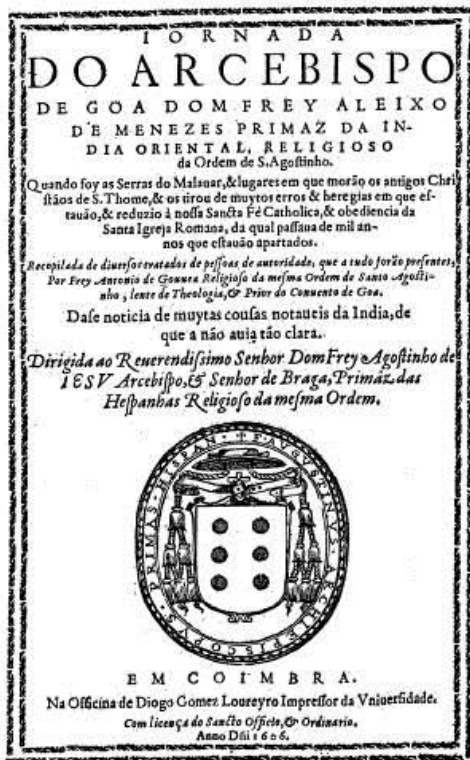 IORNADA
DO ARCEBISPO
DE GOA DOM FREY ALEIXO
DE MENEZES PRIMAZ DA IN-
DIA ORIENTAL, RELIGIOSO
da Ordem de S. Agoſtinho.
Quando foy as Serras do Malauar, & lugares em que morão os antigos Chri
ſtãos de S. Thome, & os tirou de muytos erros & heregias em que eſ-
tauão, & reduzio à noſſa Sancta Fè Catholica, & obediencia da
Santa Igreja Romana, da qual paſſaua de mil an-
nos que eſtauão apartados.
Recopilada de diuerſos tratados de peſſoas de autoridade, que a tudo forão preſentes,
Por Frey Antonio de Gouuea Religioſo da meſma Ordem de Santo Agoſti-
nho, lente de Theologia, & Prior do Conuento de Goa.
Daſe noticia de muytas couſas notaueis da India, de
que a não auia tão clara.
Dirigida ao Reuerendiſsimo Senhor Dom Frey Agoſtinho de
IESV Arcebiſpo, & Senhor de Braga, Primàz das
Heſpanhas Religioſo da meſma Ordem.
F. AVGVSTINVS. ARCHIEPISCOPVS. PRIMAS. HISPAN.
EM COIMBRA.
Na Officina de Diogo Gomez Loureyro Impreſſor da Vniuerſidade.
Com licença do Sancto Officio, & Ordinario.
Anno Dñi 1606.